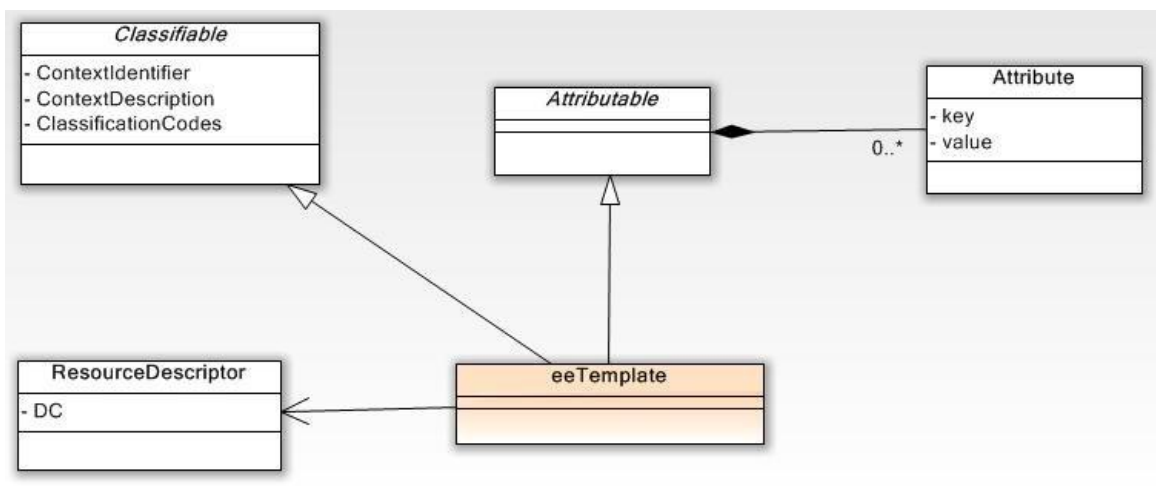 Classifiable
- ContextIdentifier
- ContextDescription
- ClassificationCodes
Attributable
Attribute
- key
- value
0..*
ResourceDescriptor
- DC
eeTemplate